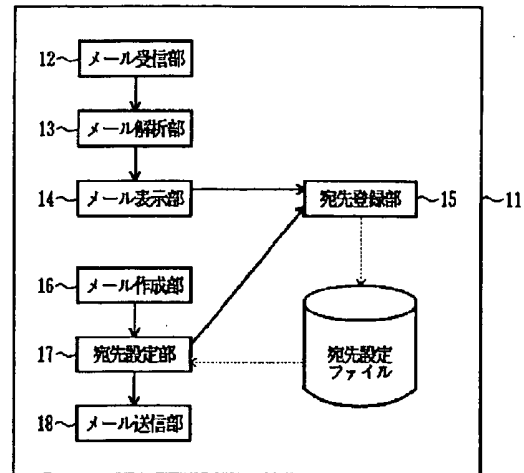 12 メール受信部
13 メール解析部
14 メール表示部
宛先登録部 15
11
16 メール作成部
17 宛先設定部
宛先設定
ファイル
18 メール送信部